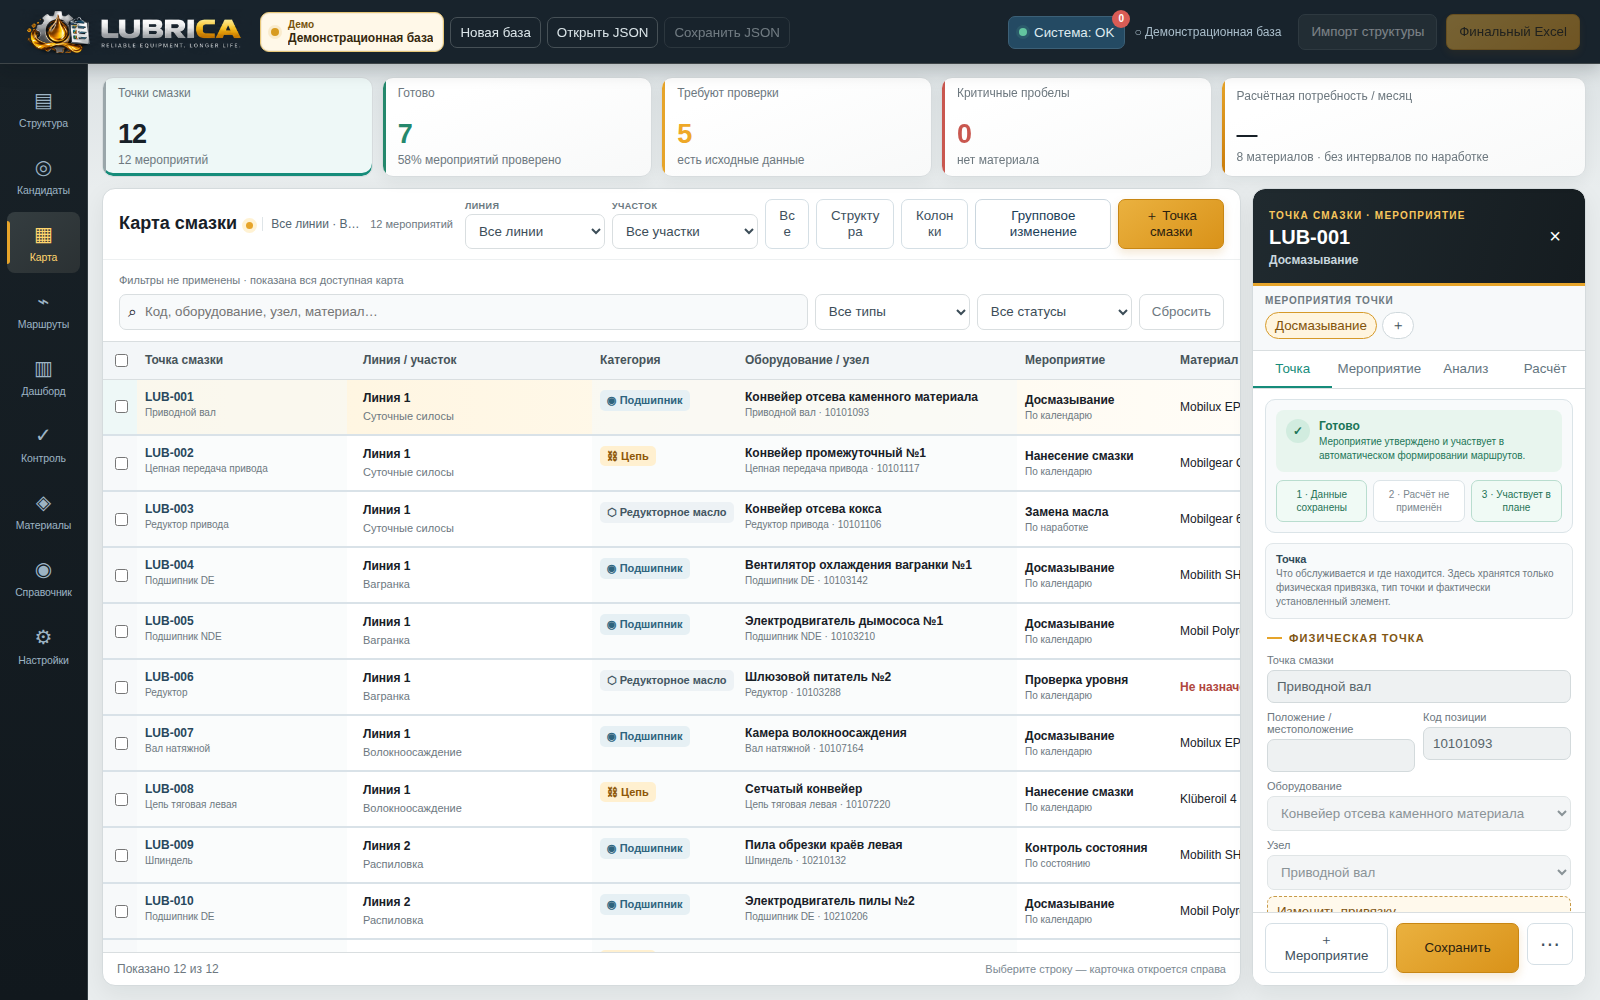 LUBRICA
RELIABLE EQUIPMENT. LONGER LIFE.
Демо
Демонстрационная база
Новая база
Открыть JSON
Сохранить JSON
Система: OK
0
○ Демонстрационная база
Импорт структуры
Финальный Excel
Структура
Кандидаты
Карта
Маршруты
Дашборд
Контроль
Материалы
Справочник
Настройки
Точки смазки
12
12 мероприятий
Готово
7
58% мероприятий проверено
Требуют проверки
5
есть исходные данные
Критичные пробелы
0
нет материала
Расчётная потребность / месяц
—
8 материалов · без интервалов по наработке
Карта смазки
Все линии · В…
12 мероприятий
ЛИНИЯ
Все линии
УЧАСТОК
Все участки
Вс
е
Структу
ра
Колон
ки
Групповое
изменение
+ Точка
смазки
Фильтры не применены · показана вся доступная карта
Код, оборудование, узел, материал…
Все типы
Все статусы
Сбросить
Точка смазки Линия / участок Категория Оборудование / узел Мероприятие Материал
LUB-001 Линия 1 Подшипник Конвейер отсева каменного материала Досмазывание Mobilux EP
Приводной вал Суточные силосы Приводной вал · 10101093 По календарю
LUB-002 Линия 1 Цепь Конвейер промежуточный №1 Нанесение смазки Mobilgear
Цепная передача привода Суточные силосы Цепная передача привода · 10101117 По календарю
LUB-003 Линия 1 Редукторное масло Конвейер отсева кокса Замена масла Mobilgear 6
Редуктор привода Суточные силосы Редуктор привода · 10101106 По наработке
LUB-004 Линия 1 Подшипник Вентилятор охлаждения вагранки №1 Досмазывание Mobilith SH
Подшипник DE Вагранка Подшипник DE · 10103142 По календарю
LUB-005 Линия 1 Подшипник Электродвигатель дымососа №1 Досмазывание Mobil Polyr
Подшипник NDE Вагранка Подшипник NDE · 10103210 По календарю
LUB-006 Линия 1 Редукторное масло Шлюзовой питатель №2 Проверка уровня Не назначе
Редуктор Вагранка Редуктор · 10103288 По календарю
LUB-007 Линия 1 Подшипник Камера волокноосаждения Досмазывание Mobilux EP
Вал натяжной Волокноосаждение Вал натяжной · 10107164 По календарю
LUB-008 Линия 1 Цепь Сетчатый конвейер Нанесение смазки Klüberoil 4
Цепь тяговая левая Волокноосаждение Цепь тяговая левая · 10107220 По календарю
LUB-009 Линия 2 Подшипник Пила обрезки краёв левая Контроль состояния Mobilith SH
Шпиндель Распиловка Шпиндель · 10210132 По состоянию
LUB-010 Линия 2 Подшипник Электродвигатель пилы №2 Досмазывание Mobil Polyr
Подшипник DE Распиловка Подшипник DE · 10210206 По календарю
Показано 12 из 12
Выберите строку — карточка откроется справа
ТОЧКА СМАЗКИ · МЕРОПРИЯТИЕ
LUB-001
Досмазывание
×
МЕРОПРИЯТИЯ ТОЧКИ
Досмазывание
+
Точка Мероприятие Анализ Расчёт
✓
Готово
Мероприятие утверждено и участвует в
автоматическом формировании маршрутов.
1 · Данные
сохранены
2 · Расчёт не
применён
3 · Участвует в
плане
Точка
Что обслуживается и где находится. Здесь хранятся только
физическая привязка, тип точки и фактически
установленный элемент.
ФИЗИЧЕСКАЯ ТОЧКА
Точка смазки
Приводной вал
Положение /
местоположение
Код позиции
10101093
Оборудование
Конвейер отсева каменного материала
Узел
Приводной вал
Изменить привязку
+
Мероприятие
Сохранить
⋯